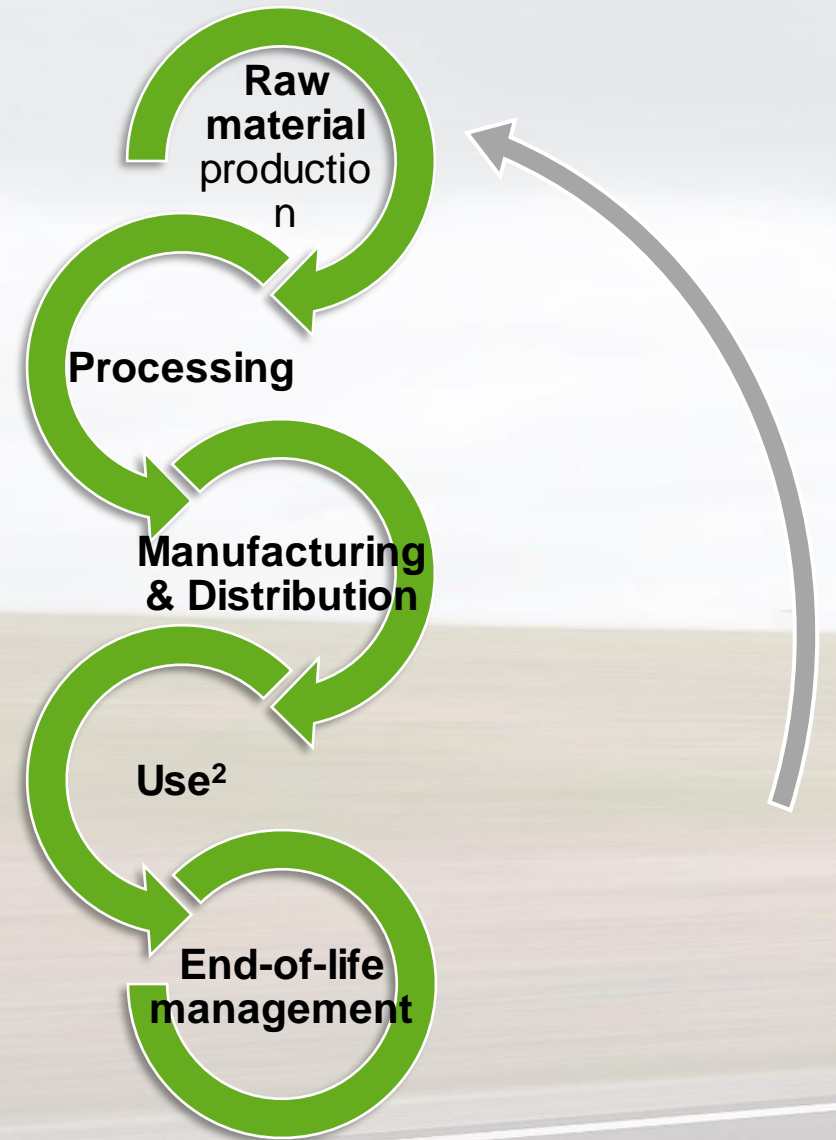 Raw
material
productio
n
Processing
Manufacturing
& Distribution
Use²
End-of-life
management